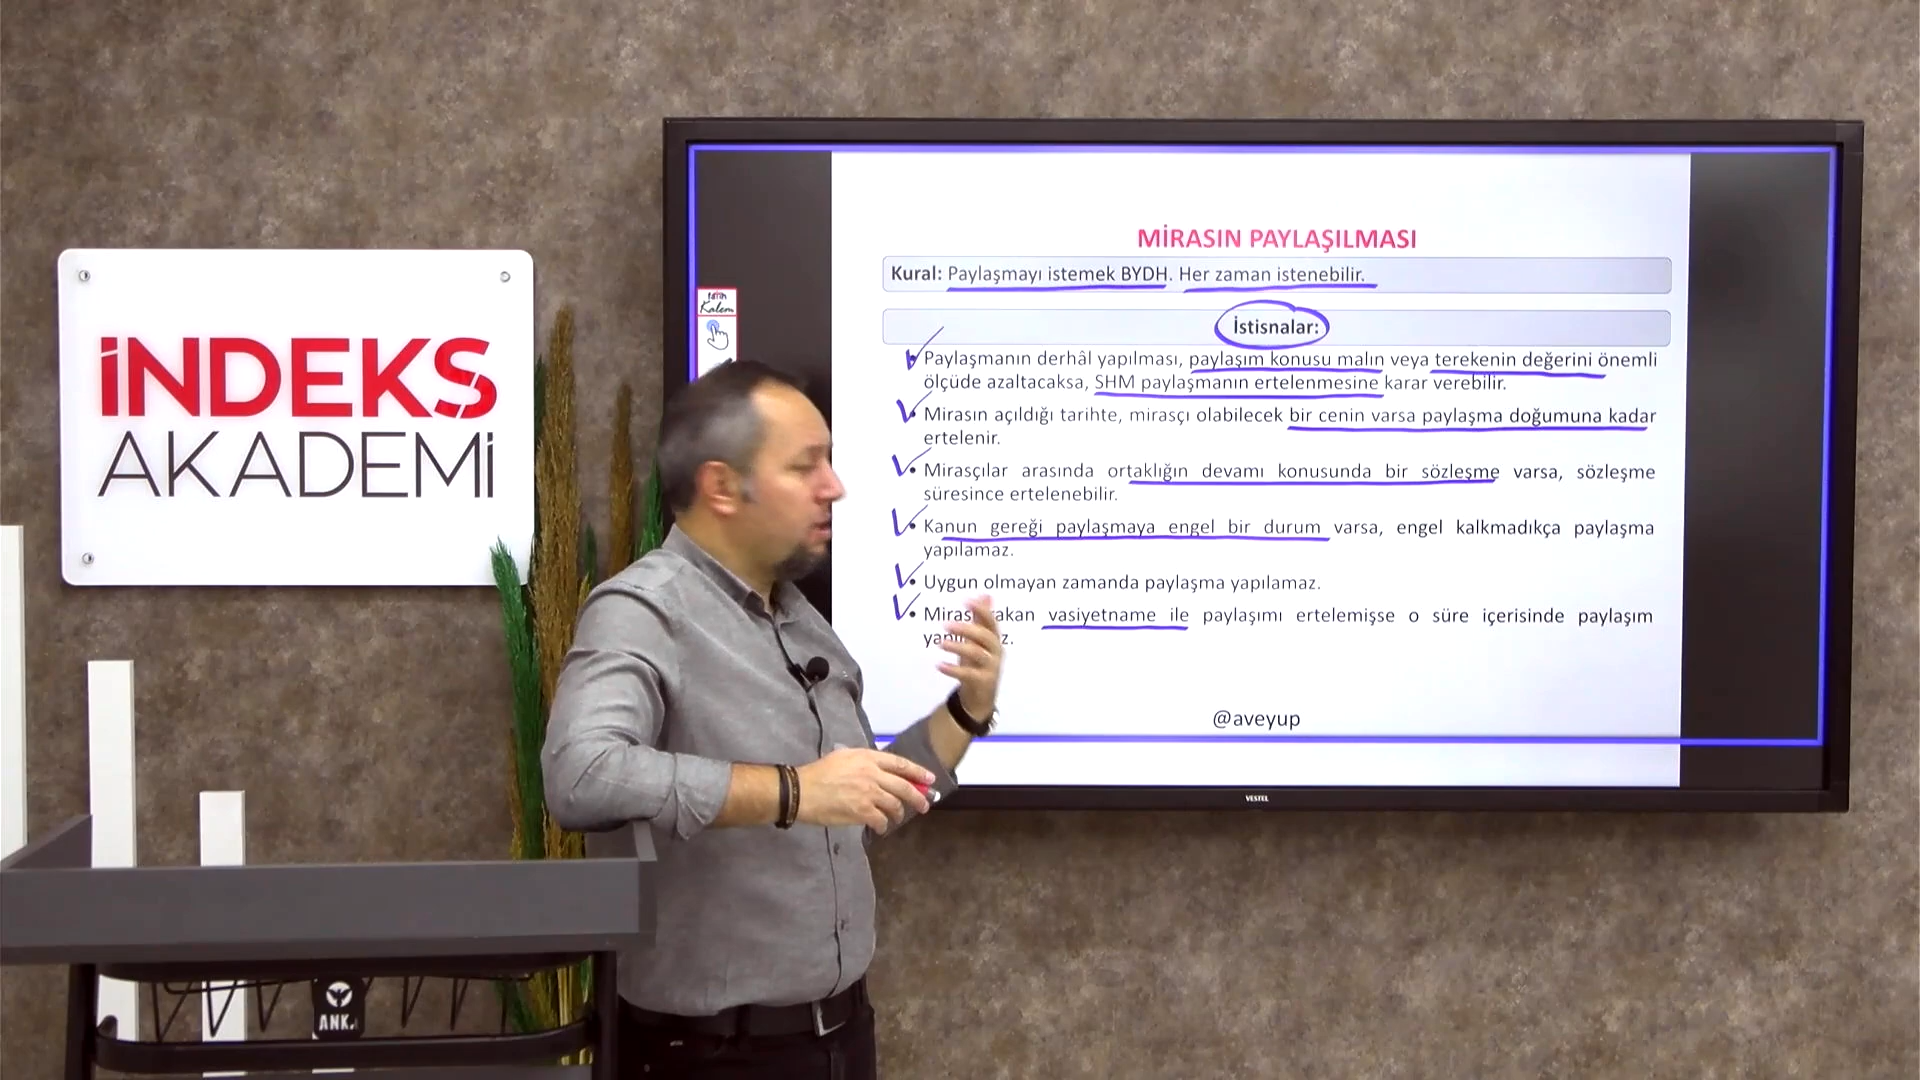 İNDEKS
AKADEMİ
fatih
Kalem
MİRASIN PAYLAŞILMASI
Kural: Paylaşmayı istemek BYDH. Her zaman istenebilir.
İstisnalar:
• Paylaşmanın derhâl yapılması, paylaşım konusu malın veya terekenin değerini önemli
ölçüde azaltacaksa, SHM paylaşmanın ertelenmesine karar verebilir.
• Mirasın açıldığı tarihte, mirasçı olabilecek bir cenin varsa paylaşma doğumuna kadar
ertelenir.
• Mirasçılar arasında ortaklığın devamı konusunda bir sözleşme varsa, sözleşme
süresince ertelenebilir.
• Kanun gereği paylaşmaya engel bir durum varsa, engel kalkmadıkça paylaşma
yapılamaz.
• Uygun olmayan zamanda paylaşma yapılamaz.
• vasiyetname ile paylaşımı ertelemişse o süre içerisinde paylaşım
@aveyup
VESTEL